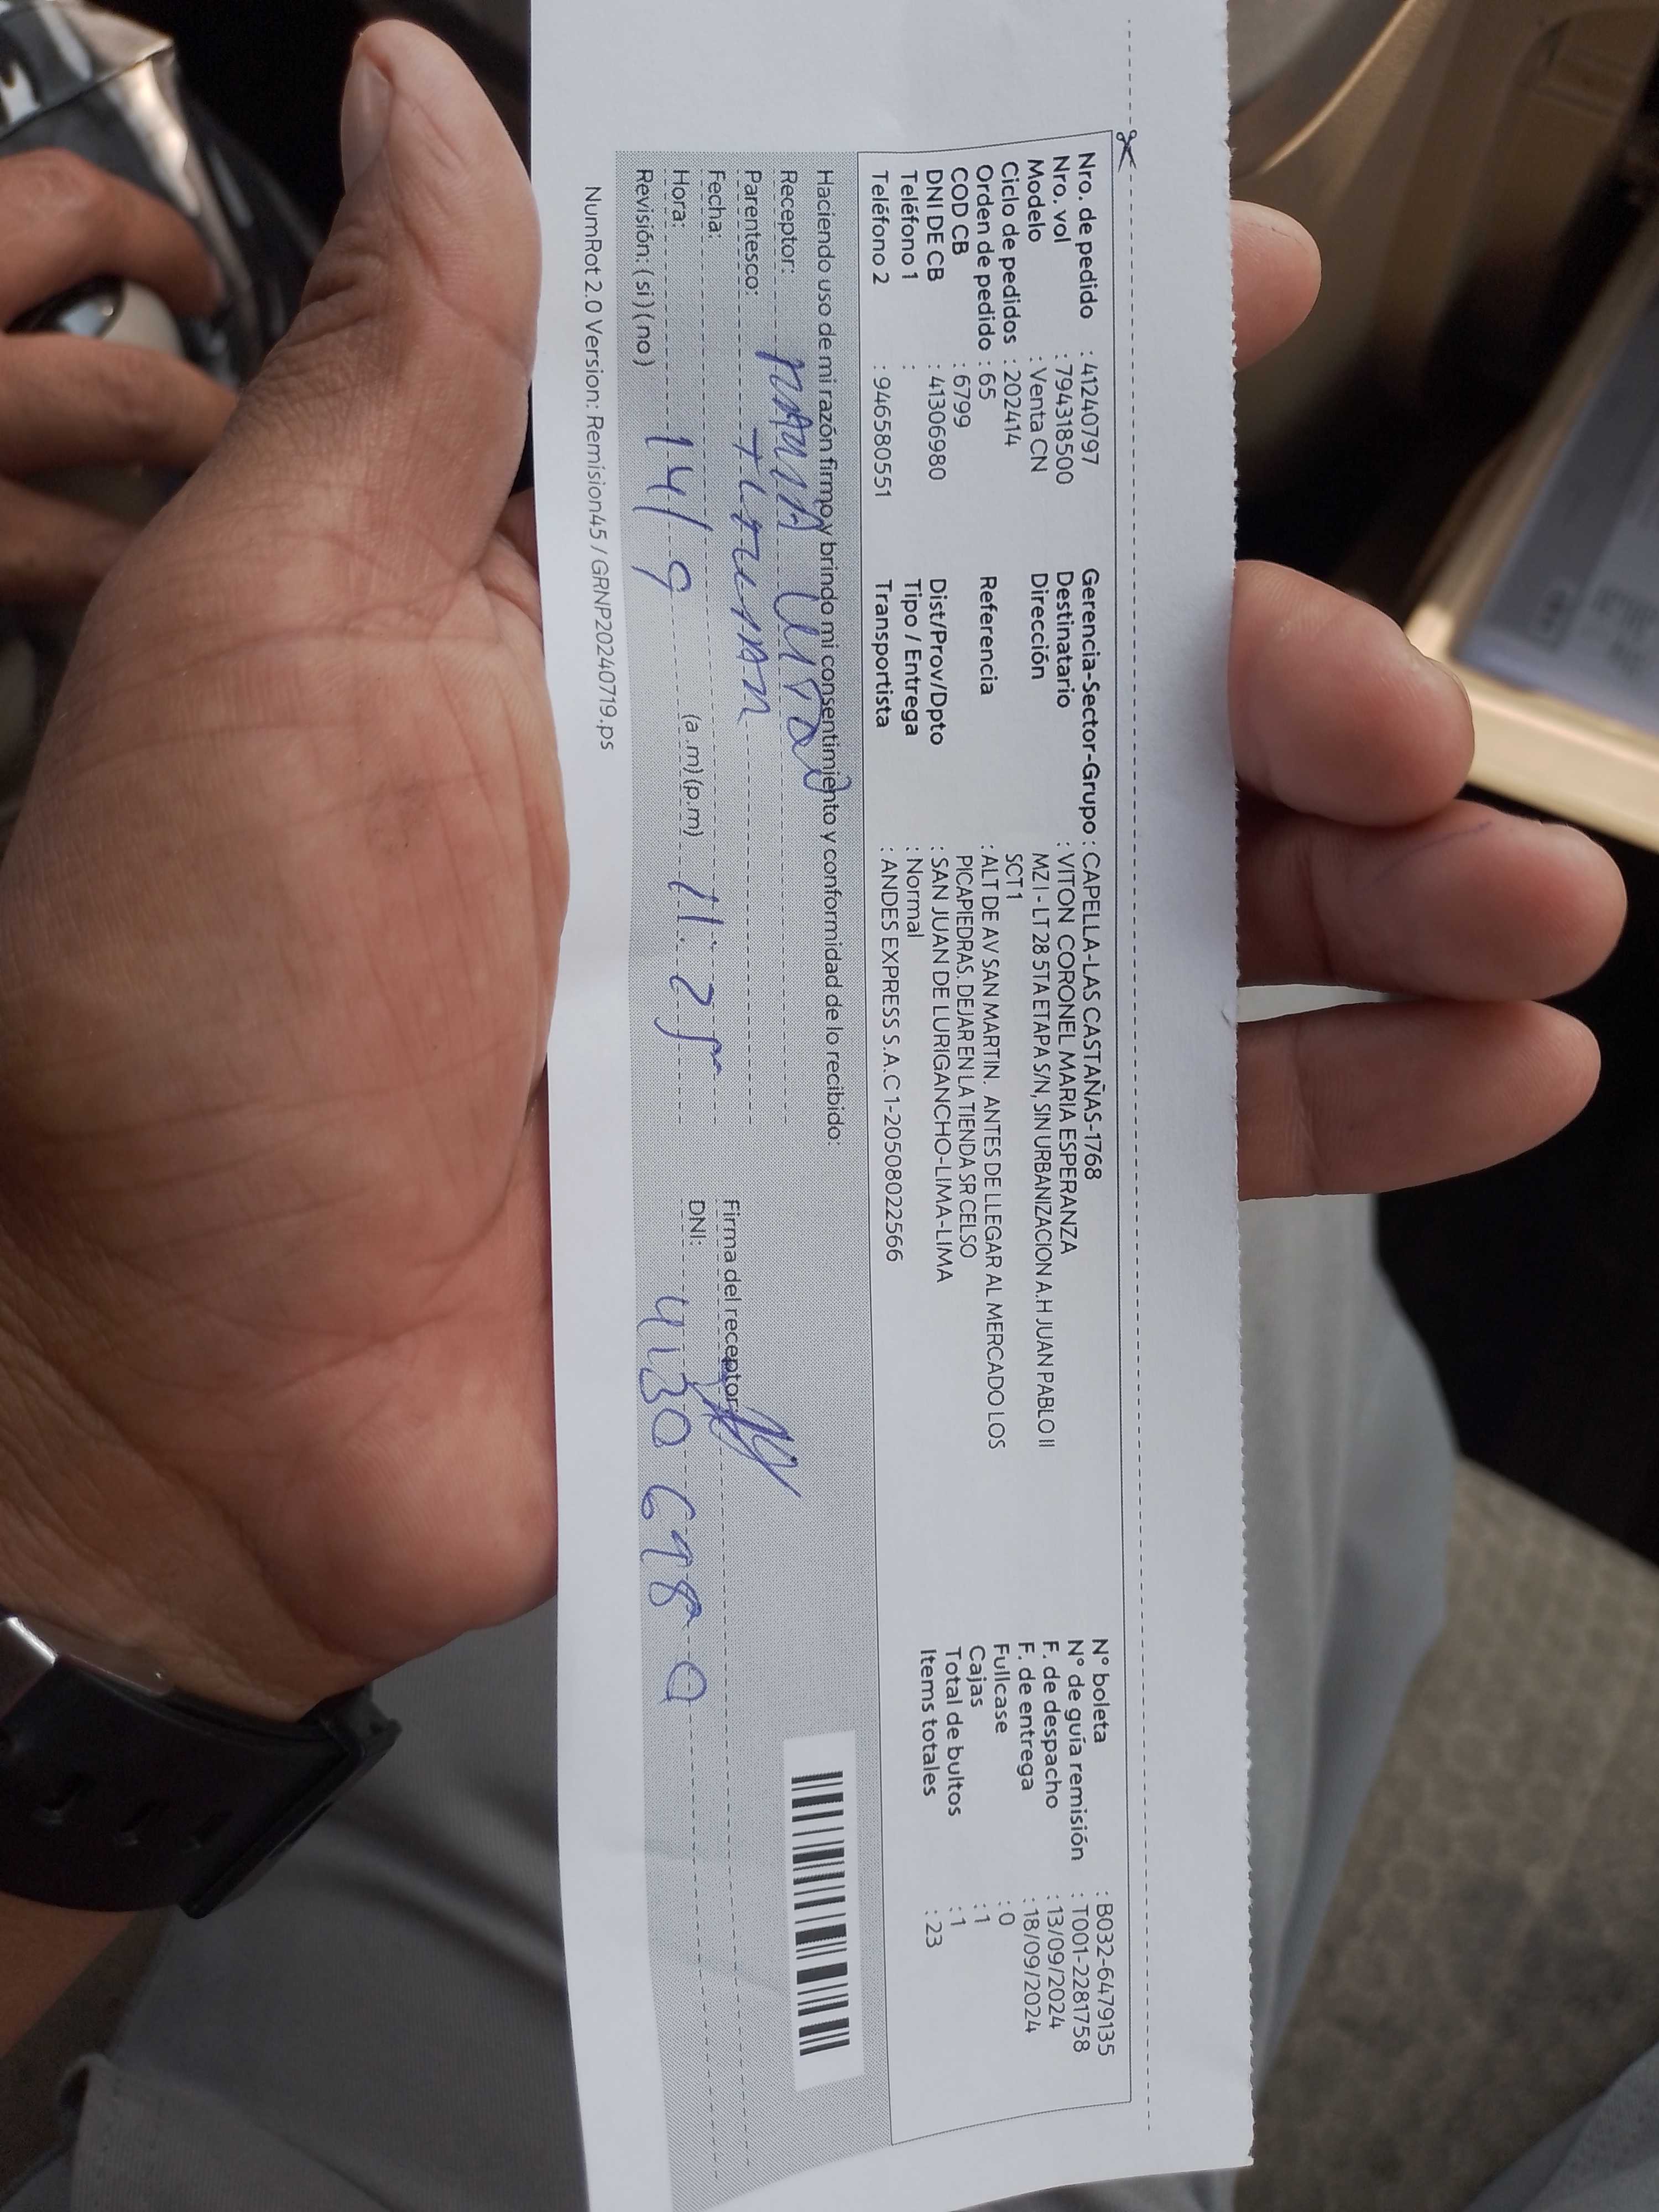 Nro. de pedido : 41240797
Nro. vol : 794318500
Modelo : Venta CN
Ciclo de pedidos : 202414
Orden de pedido : 65
COD CB : 6799
DNI DE CB : 41306980
Teléfono 1 :
Teléfono 2 : 946580551
Gerencia-Sector-Grupo : CAPELLA-LAS CASTAÑAS-1768
Destinatario : VITON CORONEL MARIA ESPERANZA
Dirección MZ I - LT 28 5TA ETAPA S/N, SIN URBANIZACION A.H JUAN PABLO II
SCT 1
Referencia : ALT DE AV SAN MARTIN. ANTES DE LLEGAR AL MERCADO LOS
PICAPIEDRAS. DEJAR EN LA TIENDA SR CELSO
Dist/Prov/Dpto : SAN JUAN DE LURIGANCHO-LIMA-LIMA
Tipo / Entrega : Normal
Transportista : ANDES EXPRESS S.A.C 1-20508022566
N° boleta : B032-6479135
N° de guía remisión : T001-2281758
F. de despacho : 13/09/2024
F. de entrega : 18/09/2024
Fullcase : 0
Cajas : 1
Total de bultos : 1
Items totales : 23
Haciendo uso de mi razón firmo y brindo mi consentimiento y conformidad de lo recibido:
Receptor:
Parentesco: titular
Fecha: 14/9
Hora: (a.m)(p.m) 11:25
Revisión: ( si ) ( no )
Firma del receptor:
DNI: 41306980
NumRot 2.0 Version: Remision45 / GRNP20240719.ps